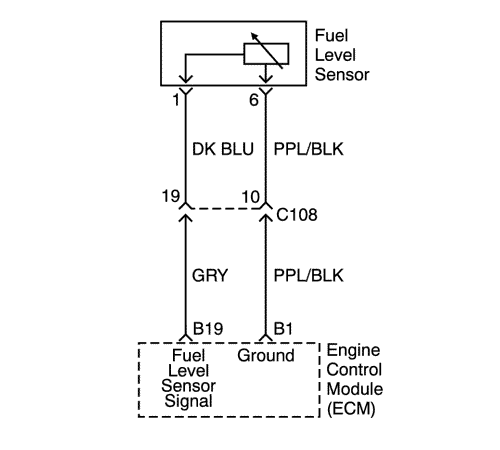 Fuel
Level
Sensor
1 6
DK BLU PPL/BLK
19 10
C108
GRY PPL/BLK
B19 B1
Fuel
Level
Sensor
Signal
Ground
Engine
Control
Module
(ECM)